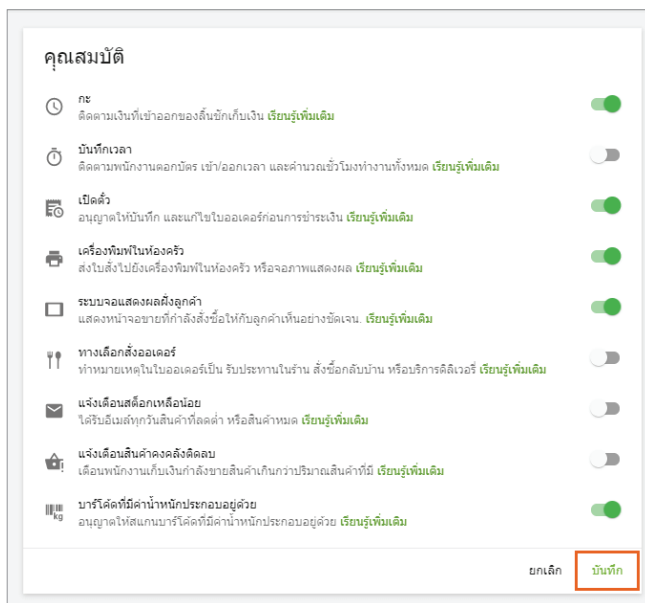 คุณสมบัติ
กะ
ติดตามเงินที่เข้าออกของลิ้นชักเก็บเงิน เรียนรู้เพิ่มเติม
บันทึกเวลา
ติดตามพนักงานตอกบัตร เข้า/ออกเวลา และคำนวณชั่วโมงทำงานทั้งหมด เรียนรู้เพิ่มเติม
เปิดตั๋ว
อนุญาตให้บันทึก และแก้ไขใบออเดอร์ก่อนการชำระเงิน เรียนรู้เพิ่มเติม
เครื่องพิมพ์ในห้องครัว
ส่งใบสั่งไปยังเครื่องพิมพ์ในห้องครัว หรือจอภาพแสดงผล เรียนรู้เพิ่มเติม
ระบบจอแสดงผลฝั่งลูกค้า
แสดงหน้าจอขายที่กำลังสั่งซื้อให้กับลูกค้าเห็นอย่างชัดเจน. เรียนรู้เพิ่มเติม
ทางเลือกสั่งออเดอร์
ทำหมายเหตุในใบออเดอร์เป็น รับประทานในร้าน สั่งซื้อกลับบ้าน หรือบริการดิลิเวอรี่ เรียนรู้เพิ่มเติม
แจ้งเตือนสต็อกเหลือน้อย
ได้รับอีเมล์ทุกวันสินค้าที่ลดต่ำ หรือสินค้าหมด เรียนรู้เพิ่มเติม
แจ้งเตือนสินค้าคงคลังติดลบ
เตือนพนักงานเก็บเงินกำลังขายสินค้าเกินกว่าปริมาณสินค้าที่มี เรียนรู้เพิ่มเติม
kg
บาร์โค้ดที่มีค่าน้ำหนักประกอบอยู่ด้วย
อนุญาตให้สแกนบาร์โค้ดที่มีค่าน้ำหนักประกอบอยู่ด้วย เรียนรู้เพิ่มเติม
ยกเลิก บันทึก